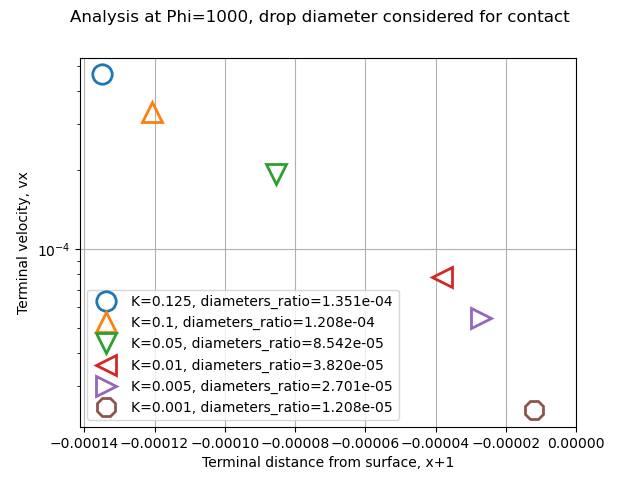 Analysis at Phi=1000, drop diameter considered for contact
Terminal velocity, vx
10⁻⁴
K=0.125, diameters_ratio=1.351e-04
K=0.1, diameters_ratio=1.208e-04
K=0.05, diameters_ratio=8.542e-05
K=0.01, diameters_ratio=3.820e-05
K=0.005, diameters_ratio=2.701e-05
K=0.001, diameters_ratio=1.208e-05
−0.00014 −0.00012 −0.00010 −0.00008 −0.00006 −0.00004 −0.00002 0.00000
Terminal distance from surface, x+1